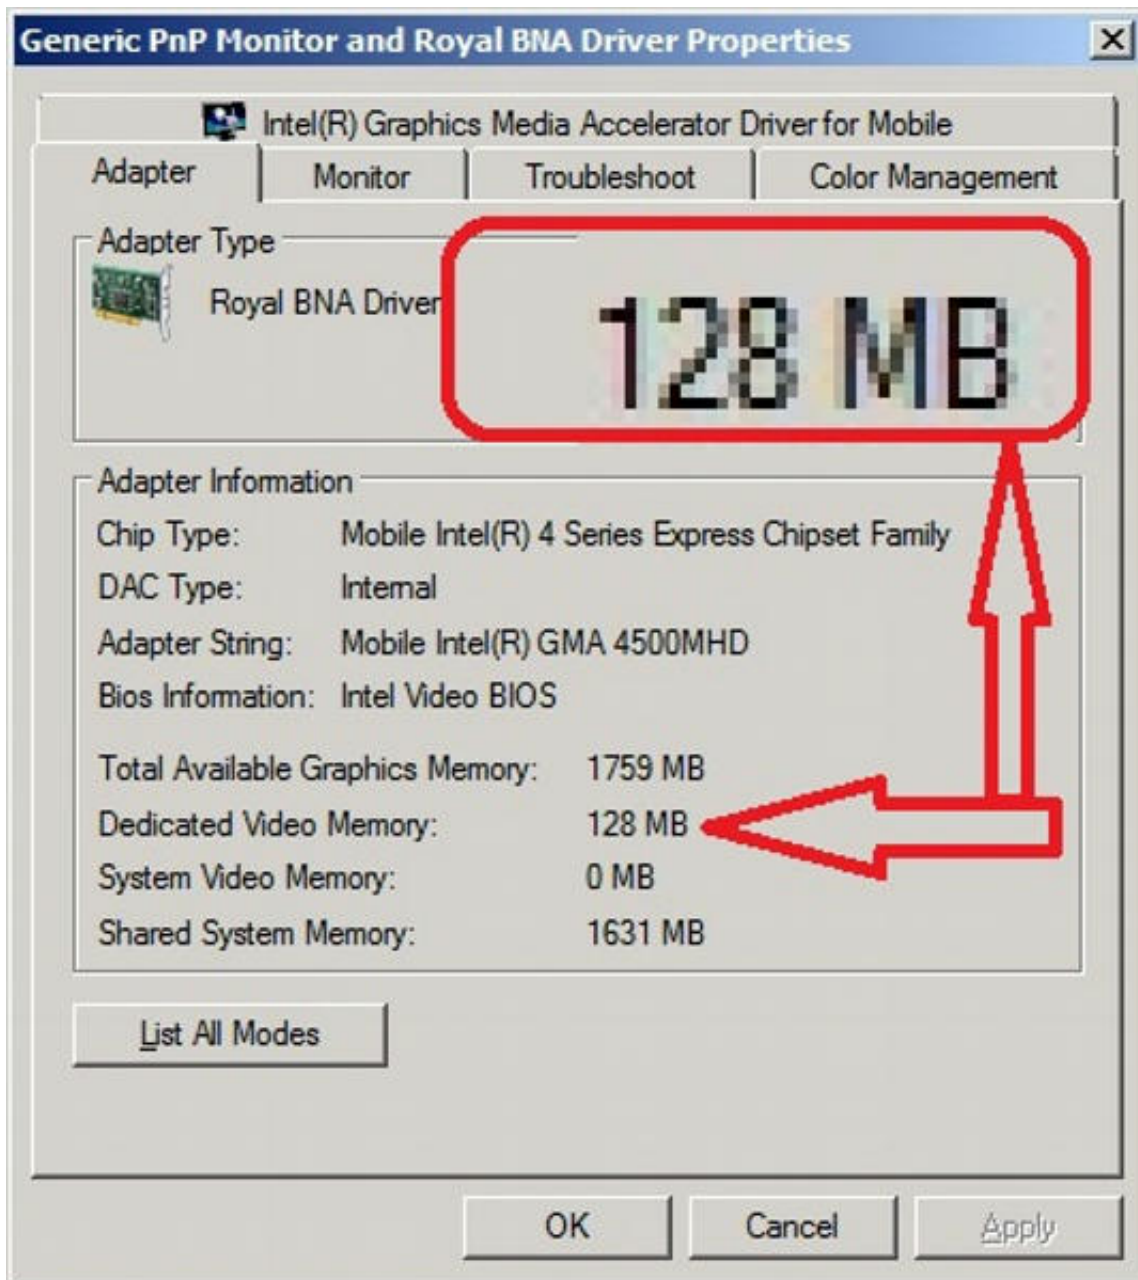 Generic PnP Monitor and Royal BNA Driver Properties
Intel(R) Graphics Media Accelerator Driver for Mobile
Adapter Monitor Troubleshoot Color Management
Adapter Type
Royal BNA Driver
128 MB
Adapter Information
Chip Type: Mobile Intel(R) 4 Series Express Chipset Family
DAC Type: Internal
Adapter String: Mobile Intel(R) GMA 4500MHD
Bios Information: Intel Video BIOS
Total Available Graphics Memory: 1759 MB
Dedicated Video Memory: 128 MB
System Video Memory: 0 MB
Shared System Memory: 1631 MB
List All Modes
OK Cancel Apply